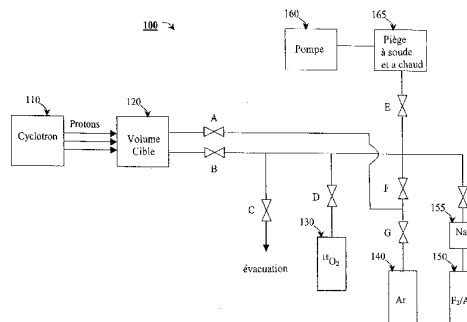 100
160
Pompe
165
Piège
à soude
et a chaud
110
Cyclotron
Protons
120
Volume
Cible
A
B
E
C
D
F
G
évacuation
130
18O2
140
Ar
155
Na
150
F2/A